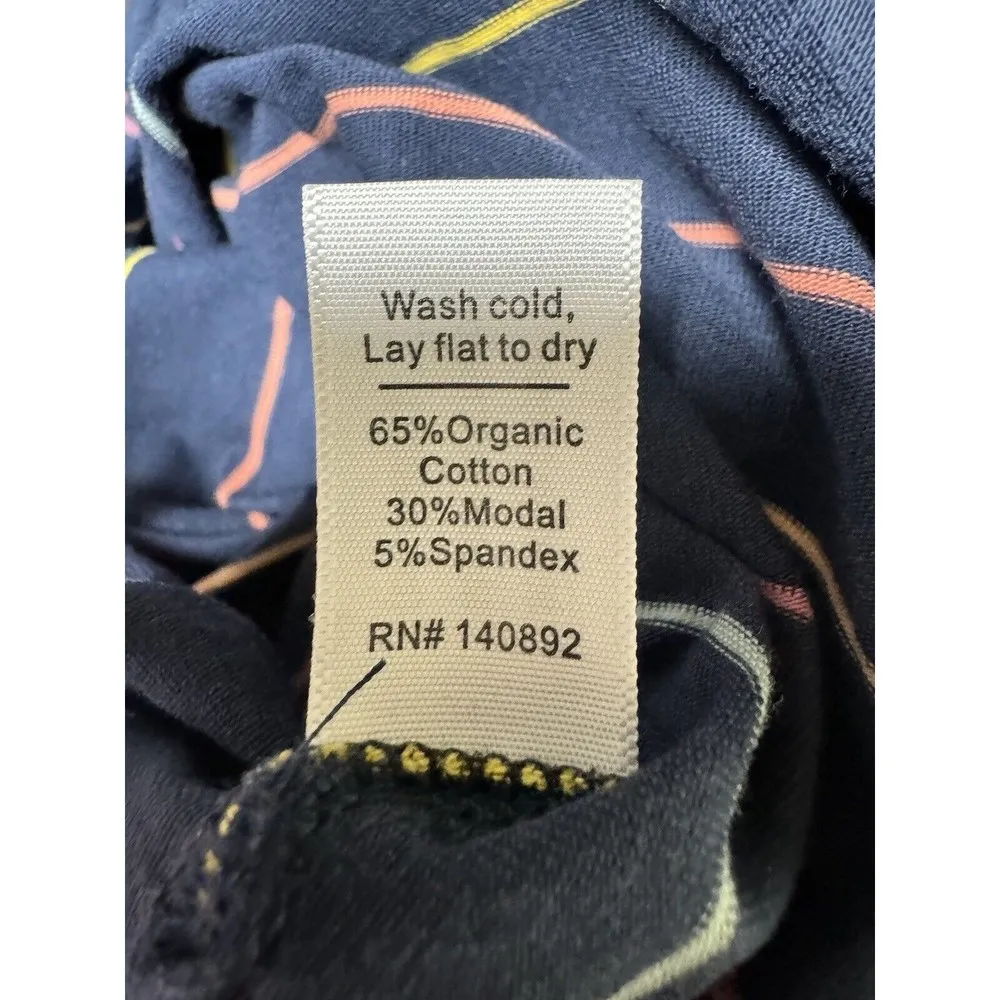 Wash cold,
Lay flat to dry
65%Organic
Cotton
30%Modal
5%Spandex
RN# 140892